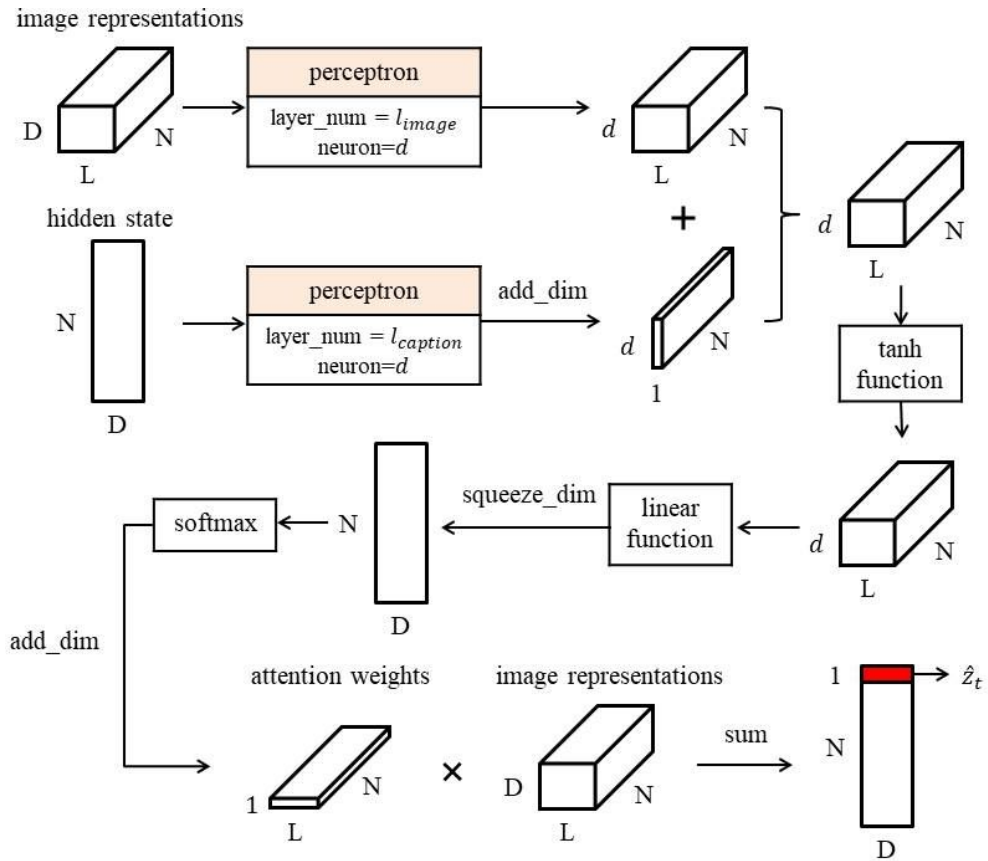 image representations
D
L
N
perceptron
layer_num = l_image
neuron=d
d
L
N
+
d
L
N
hidden state
N
D
perceptron
layer_num = l_caption
neuron=d
add_dim
d
1
N
tanh
function
d
L
N
linear
function
squeeze_dim
N
D
softmax
add_dim
attention weights
1
L
N
×
image representations
D
L
N
sum
1
ẑ_t
N
D